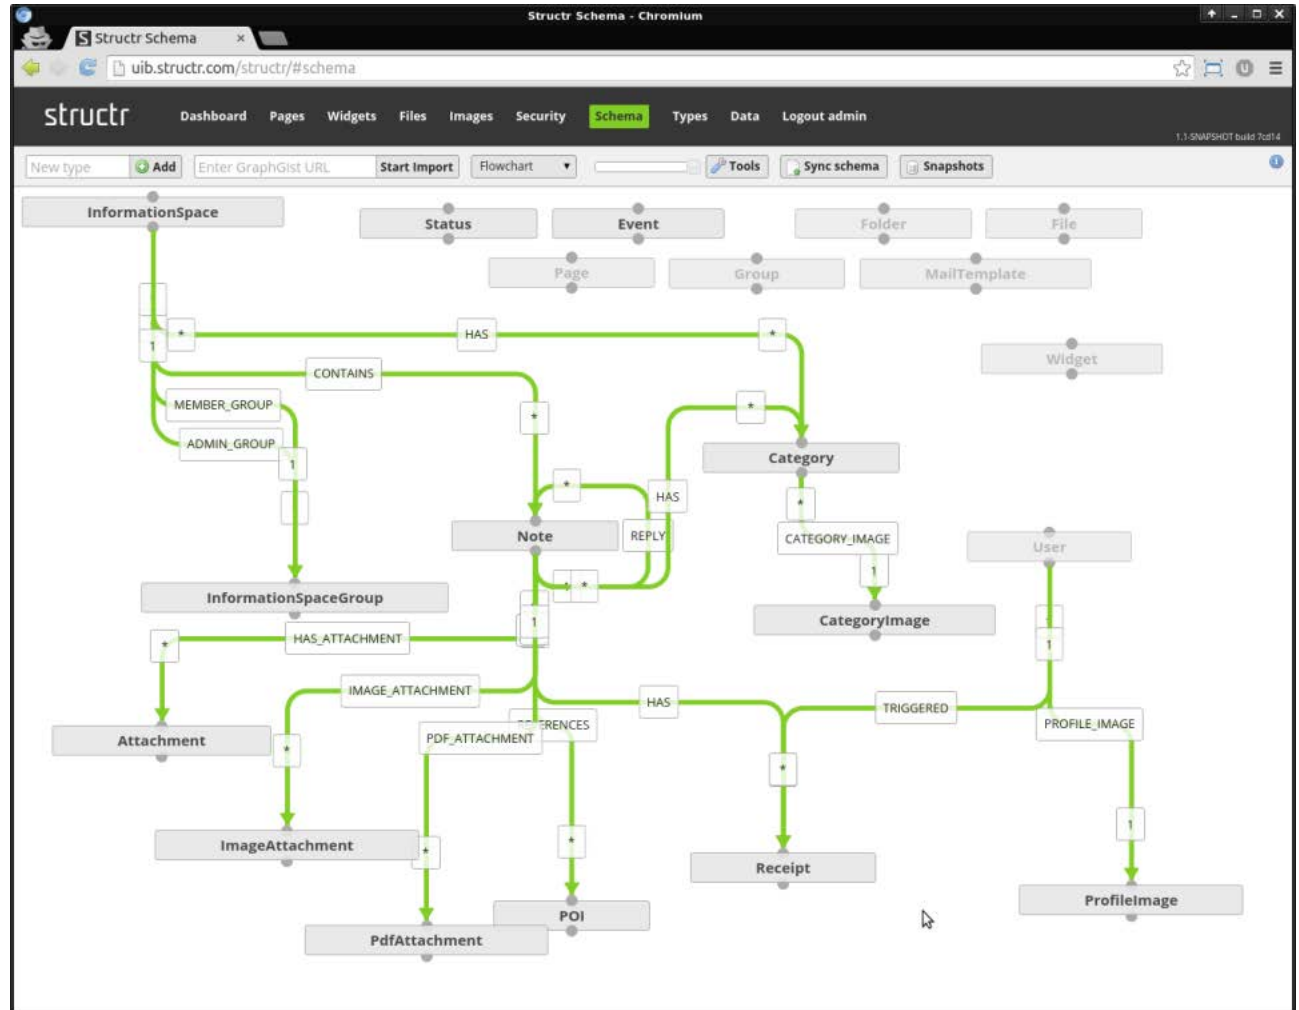 Structr Schema - Chromium
Structr Schema
uib.structr.com/structr/#schema
structr
Dashboard Pages Widgets Files Images Security Schema Types Data Logout admin
1.1-SNAPSHOT build 7cd14
New type Add Enter GraphGist URL Start Import Flowchart Tools Sync schema Snapshots
InformationSpace
Status Event Folder File
Page Group MailTemplate
* HAS *
1
Widget
CONTAINS
MEMBER_GROUP
* *
ADMIN_GROUP
1
Category
* HAS *
Note REPLY CATEGORY_IMAGE User
1
*
InformationSpaceGroup
1 CategoryImage
* HAS_ATTACHMENT 1
IMAGE_ATTACHMENT HAS TRIGGERED
PDF_ATTACHMENT PROFILE_IMAGE
Attachment
* *
1
ImageAttachment * *
Receipt
ProfileImage
POI
PdfAttachment